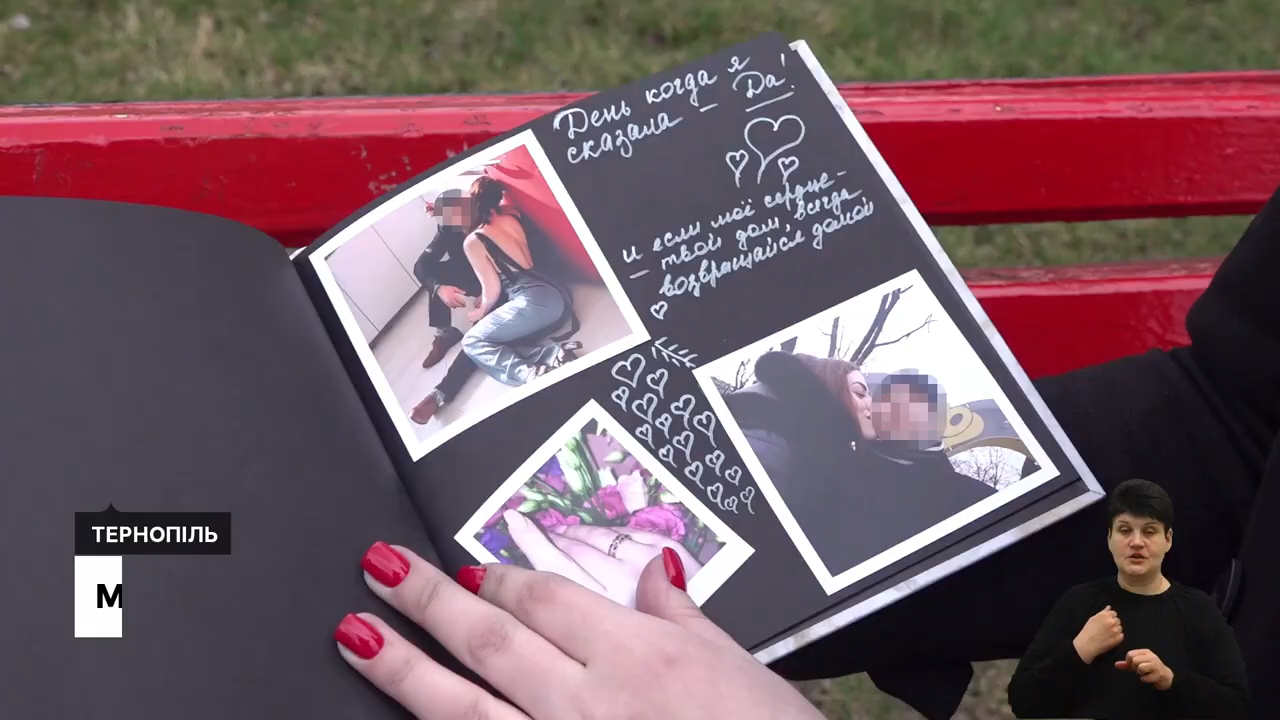 День когда я
сказала Да!
и если моё сердце -
твой дом, всегда
возвращайся домой
ТЕРНОПІЛЬ
М